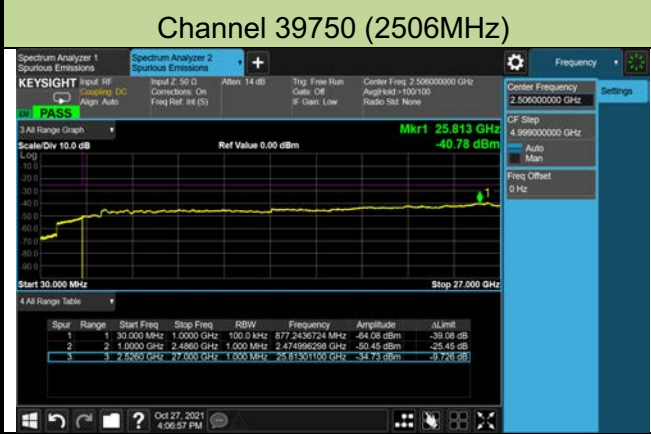 Channel 39750 (2506MHz)
Spectrum Analyzer 1
Spurious Emissions
Spectrum Analyzer 2
Spurious Emissions
+
Frequency
KEYSIGHT
Input: RF
Coupling: DC
Align: Auto
Input Z: 50 Ω
Corrections: On
Freq Ref: Int (S)
Atten: 14 dB
Trig: Free Run
Gate: Off
IF Gain: Low
Center Freq: 2.506000000 GHz
Avg|Hold:>100/100
Radio Std: None
PASS
3 All Range Graph
Scale/Div 10.0 dB
Ref Value 0.00 dBm
Mkr1 25.813 GHz
-40.78 dBm
Log
-10.0
-20.0
-30.0
-40.0
-50.0
-60.0
-70.0
-80.0
-90.0
1
Start 30.000 MHz
Stop 27.000 GHz
4 All Range Table
Spur Range Start Freq Stop Freq RBW Frequency Amplitude ΔLimit
1 1 30.000 MHz 1.0000 GHz 100.0 kHz 877.2436724 MHz -64.08 dBm -39.08 dB
2 2 1.0000 GHz 2.4860 GHz 1.000 MHz 2.474996298 GHz -50.45 dBm -25.45 dB
3 3 2.5260 GHz 27.000 GHz 1.000 MHz 25.81301100 GHz -34.73 dBm -9.726 dB
Center Frequency
2.506000000 GHz
Settings
CF Step
4.999000000 GHz
Auto
Man
Freq Offset
0 Hz
?
Oct 27, 2021
4:06:57 PM